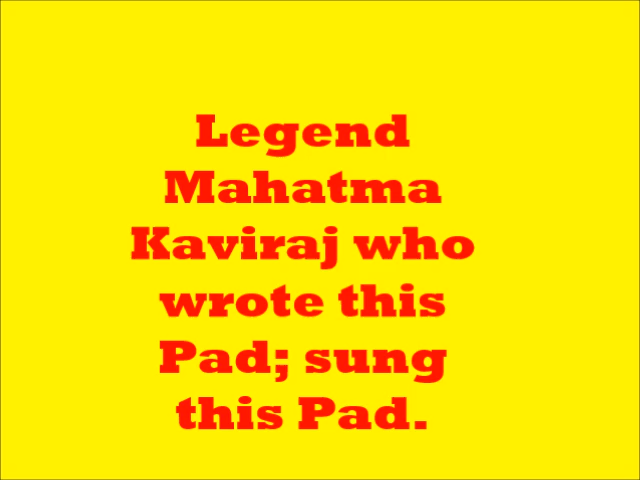 Legend
Mahatma
Kaviraj who
wrote this
Pad; sung
this Pad.